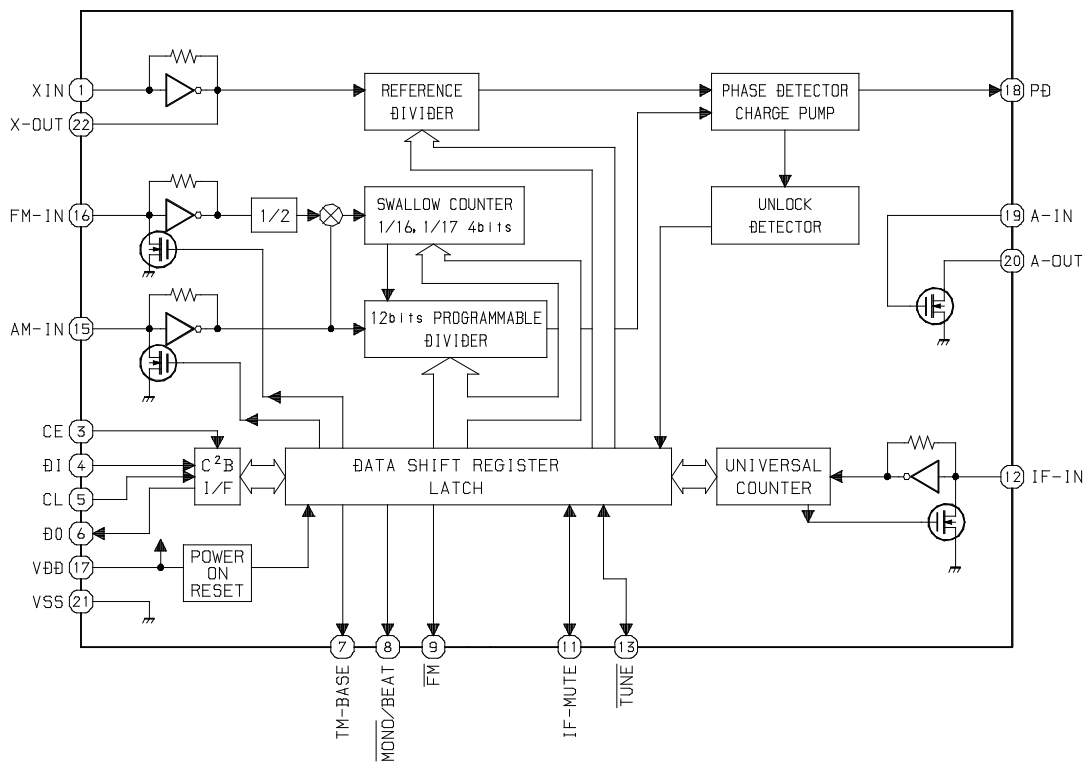 XIN 1
X-OUT 22
REFERENCE
DIVIDER
PHASE DETECTOR
CHARGE PUMP
18 PD
FM-IN 16
1/2
SWALLOW COUNTER
1/16, 1/17 4bits
UNLOCK
DETECTOR
19 A-IN
20 A-OUT
AM-IN 15
12bits PROGRAMMABLE
DIVIDER
CE 3
DI 4
CL 5
DO 6
VDD 17
VSS 21
C²B
I/F
DATA SHIFT REGISTER
LATCH
UNIVERSAL
COUNTER
12 IF-IN
POWER
ON
RESET
7
8
9
11
13
TM-BASE
MONO/BEAT
FM
IF-MUTE
TUNE